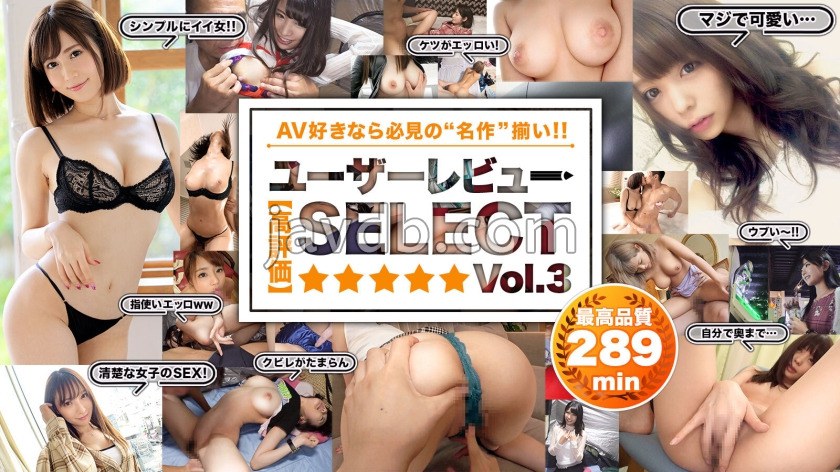 シンプルにイイ女!!
ケツがエッロい!
マジで可愛い…
AV好きなら必見の“名作”揃い!!
ユーザーレビュー
【高評価】
SELECT
★★★★★ Vol.3
javdb.com
ウブい〜!!
指使いエッロww
最高品質
289
min
自分で奥まで…
清楚な女子のSEX!
クビレがたまらん